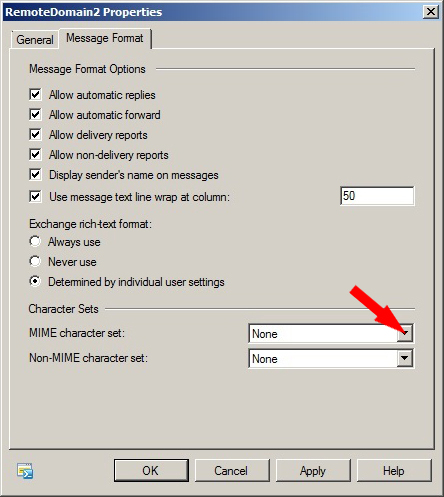 RemoteDomain2 Properties
General
Message Format
Message Format Options
Allow automatic replies
Allow automatic forward
Allow delivery reports
Allow non-delivery reports
Display sender's name on messages
Use message text line wrap at column: 50
Exchange rich-text format:
Always use
Never use
Determined by individual user settings
Character Sets
MIME character set: None
Non-MIME character set: None
OK Cancel Apply Help